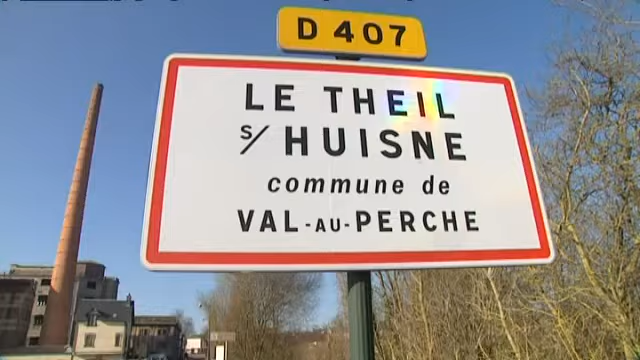 D 407
LE THEIL
s/ HUISNE
commune de
VAL-AU-PERCHE